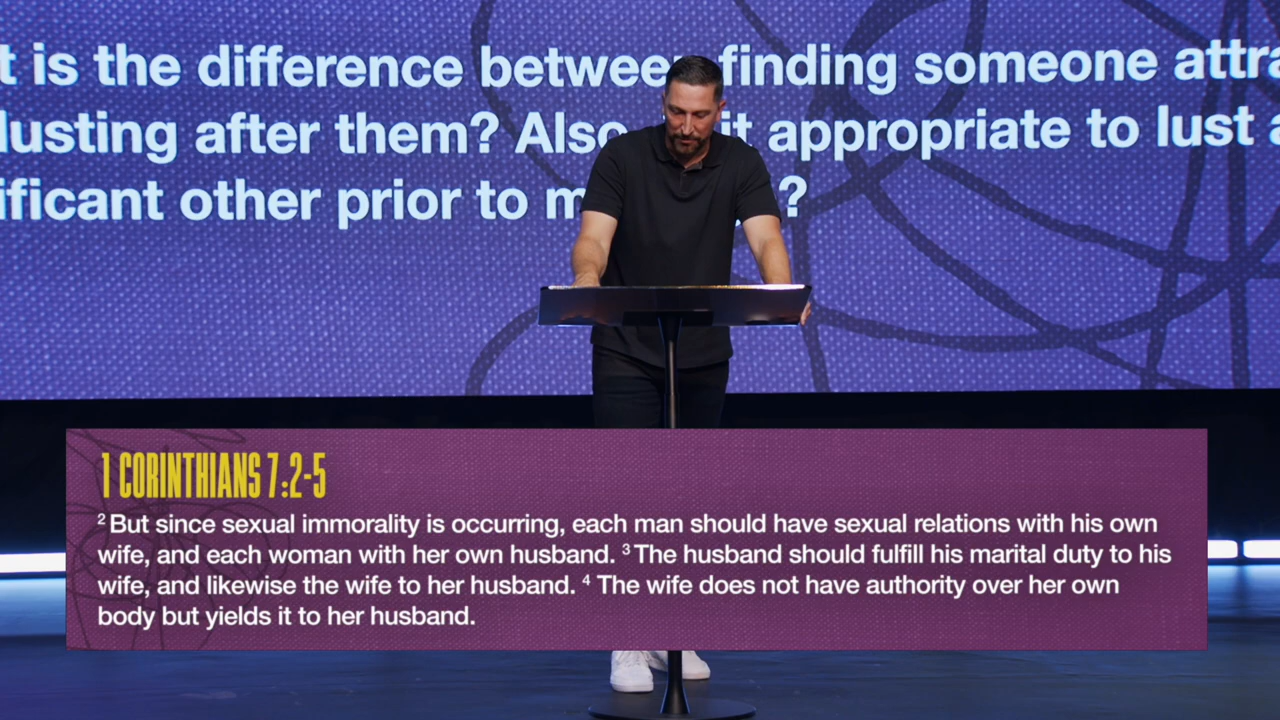 t is the difference between finding someone attra
lusting after them? Also it appropriate to lust a
ificant other prior to m ?
1 CORINTHIANS 7:2-5
² But since sexual immorality is occurring, each man should have sexual relations with his own
wife, and each woman with her own husband. ³ The husband should fulfill his marital duty to his
wife, and likewise the wife to her husband. ⁴ The wife does not have authority over her own
body but yields it to her husband.